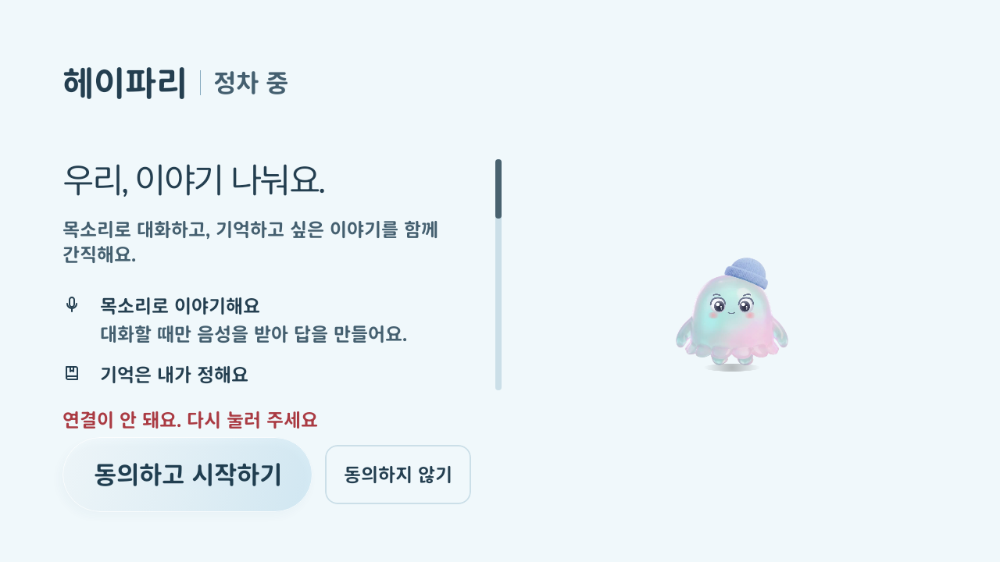 헤이파리
정차 중
우리, 이야기 나눠요.
목소리로 대화하고, 기억하고 싶은 이야기를 함께
간직해요.
목소리로 이야기해요
대화할 때만 음성을 받아 답을 만들어요.
기억은 내가 정해요
연결이 안 돼요. 다시 눌러 주세요
동의하고 시작하기
동의하지 않기